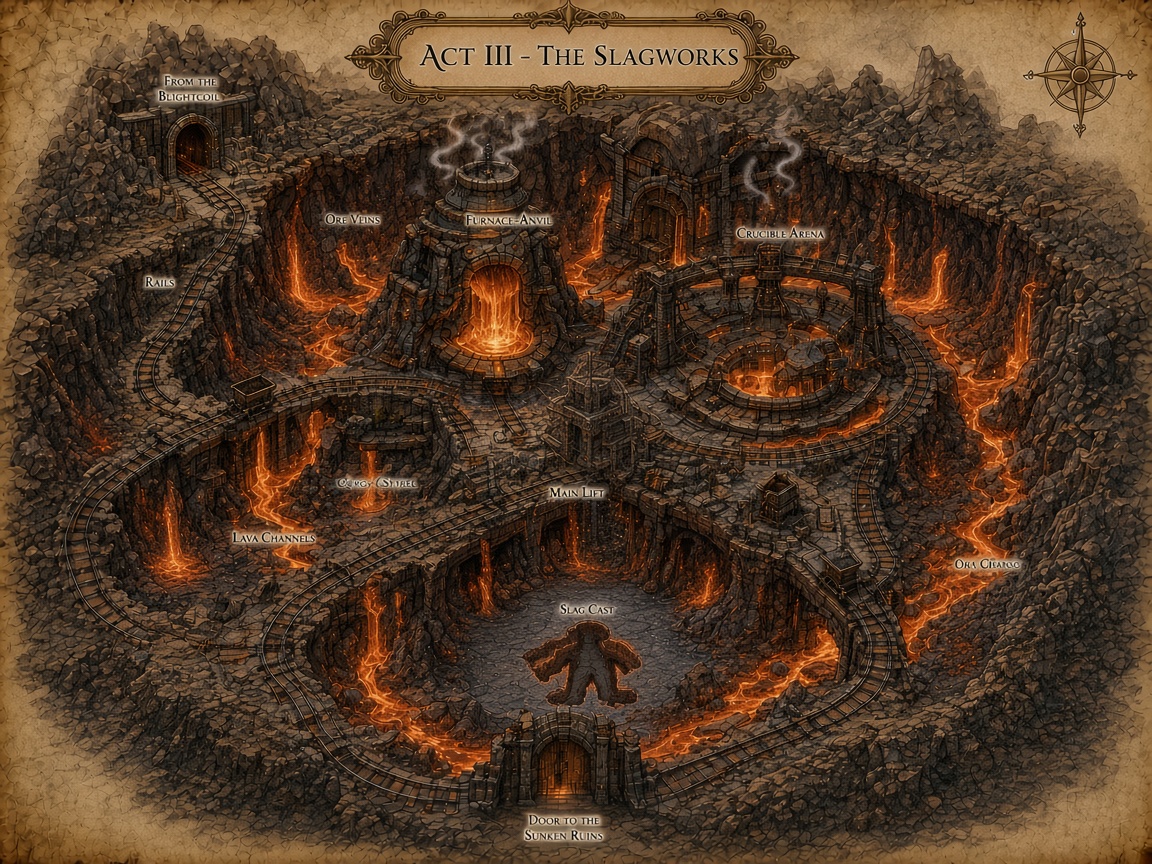 Act III - The Slagworks
From the
Blightcoil
Ore Veins
Furnace-Anvil
Crucible Arena
Rails
Main Lift
Lava Channels
Slag Cast
Door to the
Sunken Ruins